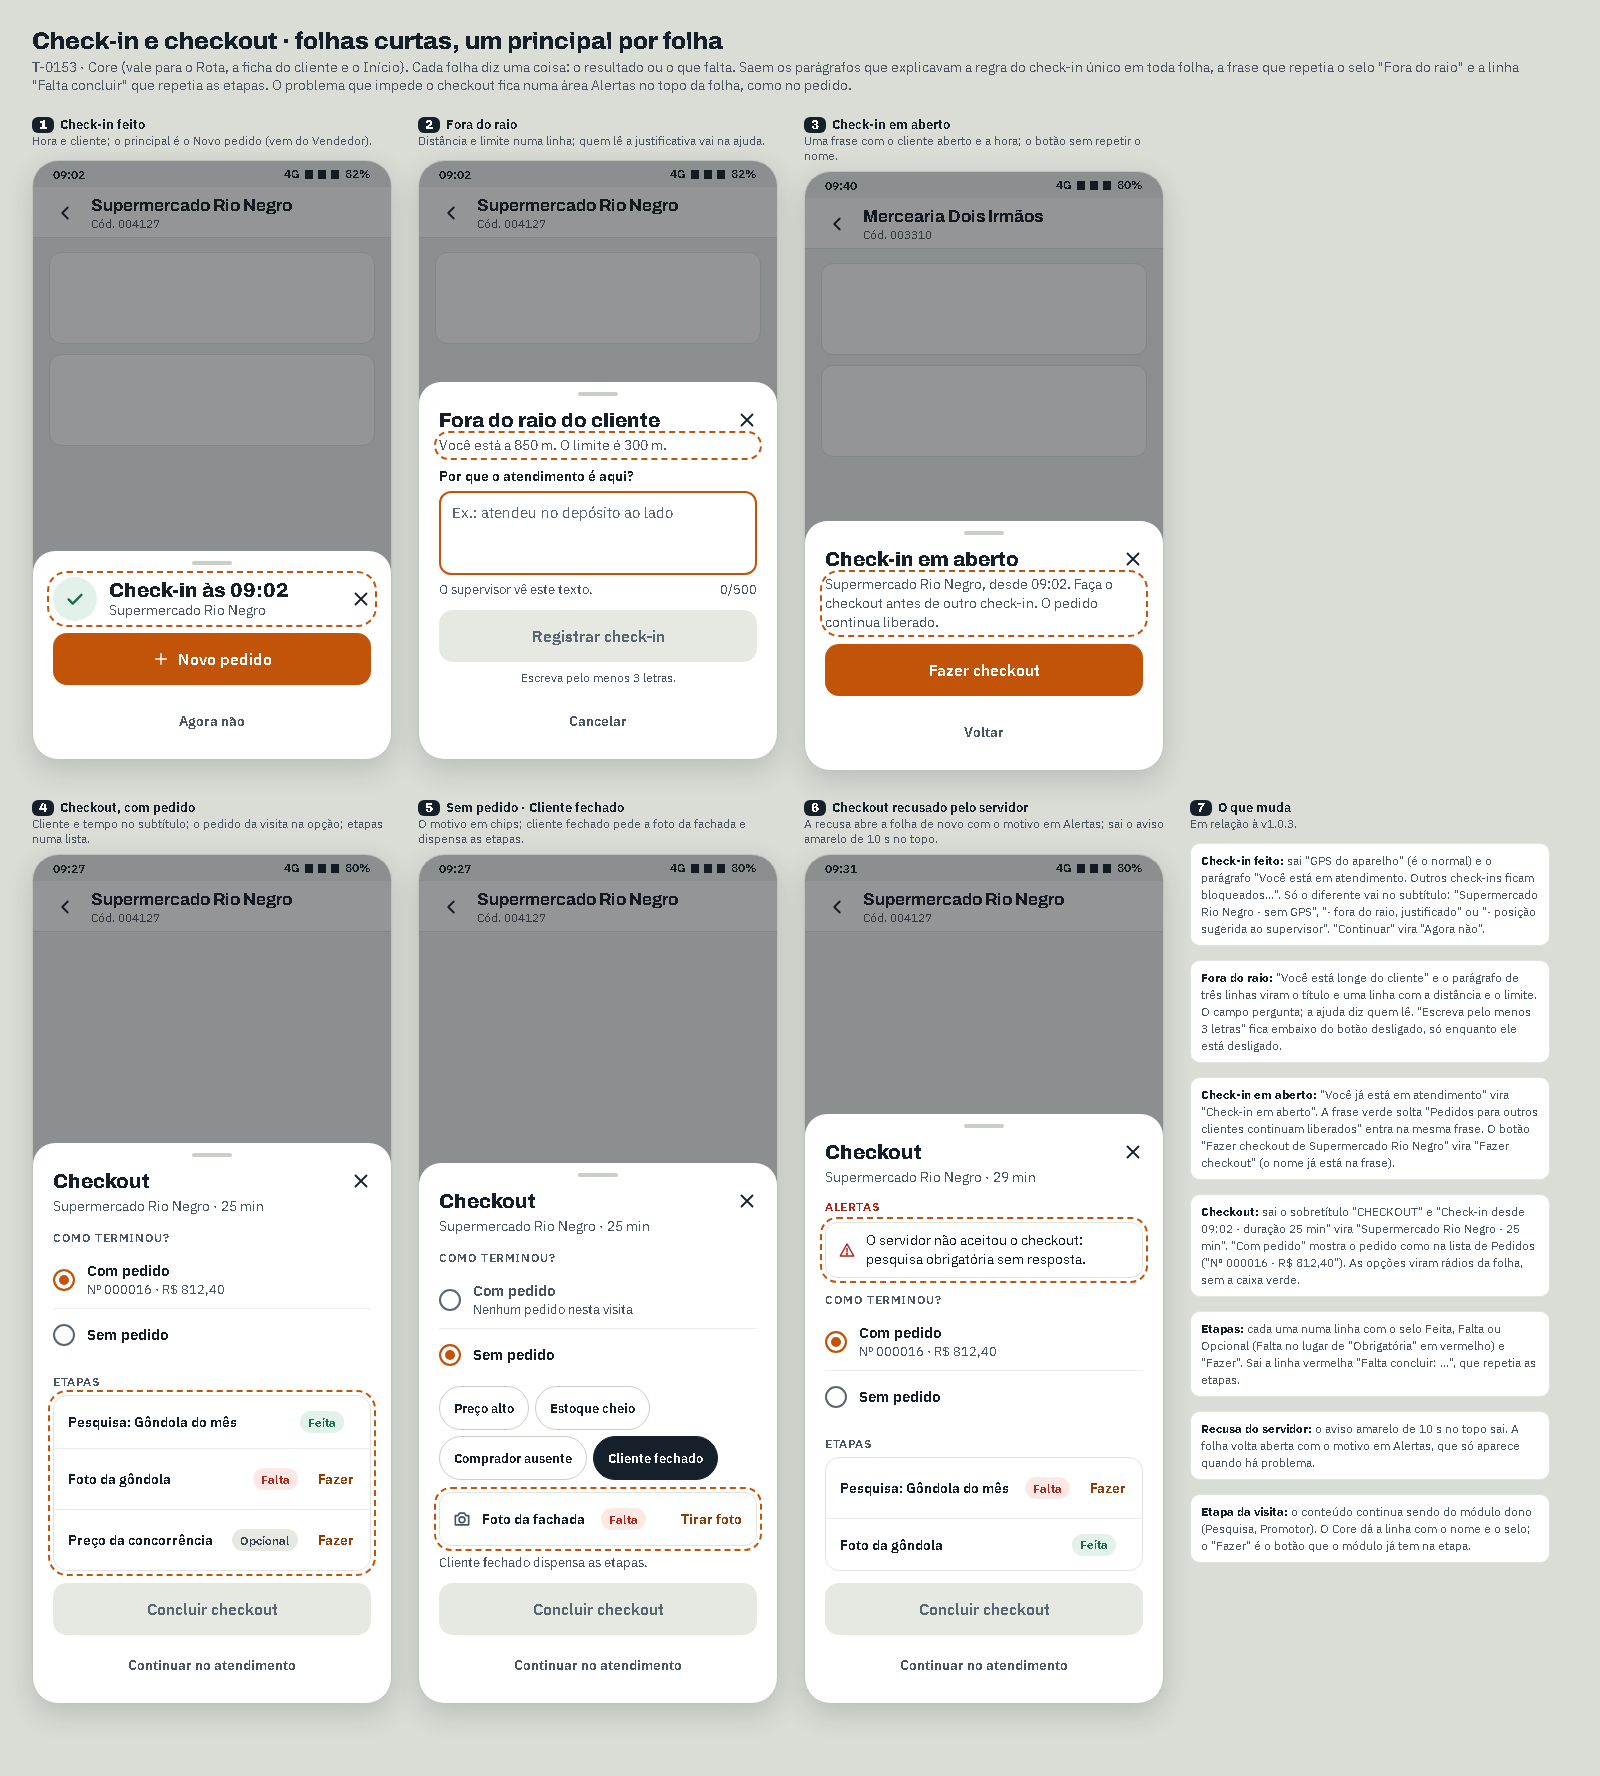 Check-in e checkout · folhas curtas, um principal por folha
T-0153 · Core (vale para o Rota, a ficha do cliente e o Início). Cada folha diz uma coisa: o resultado ou o que falta. Saem os parágrafos que explicavam a regra do check-in único em toda folha, a frase que repetia o selo "Fora do raio" e a linha
"Falta concluir" que repetia as etapas. O problema que impede o checkout fica numa área Alertas no topo da folha, como no pedido.
1 Check-in feito
Hora e cliente; o principal é o Novo pedido (vem do Vendedor).
09:02 4G 82%
Supermercado Rio Negro
Cód. 004127
Check-in às 09:02
Supermercado Rio Negro
+ Novo pedido
Agora não
2 Fora do raio
Distância e limite numa linha; quem lê a justificativa vai na ajuda.
09:02 4G 82%
Supermercado Rio Negro
Cód. 004127
Fora do raio do cliente
Você está a 850 m. O limite é 300 m.
Por que o atendimento é aqui?
Ex.: atendeu no depósito ao lado
O supervisor vê este texto. 0/500
Registrar check-in
Escreva pelo menos 3 letras.
Cancelar
3 Check-in em aberto
Uma frase com o cliente aberto e a hora; o botão sem repetir o
nome.
09:40 4G 80%
Mercearia Dois Irmãos
Cód. 003310
Check-in em aberto
Supermercado Rio Negro, desde 09:02. Faça o
checkout antes de outro check-in. O pedido
continua liberado.
Fazer checkout
Voltar
4 Checkout, com pedido
Cliente e tempo no subtítulo; o pedido da visita na opção; etapas
numa lista.
09:27 4G 80%
Supermercado Rio Negro
Cód. 004127
Checkout
Supermercado Rio Negro · 25 min
COMO TERMINOU?
Com pedido
Nº 000016 · R$ 812,40
Sem pedido
ETAPAS
Pesquisa: Gôndola do mês Feita
Foto da gôndola Falta Fazer
Preço da concorrência Opcional Fazer
Concluir checkout
Continuar no atendimento
5 Sem pedido · Cliente fechado
O motivo em chips; cliente fechado pede a foto da fachada e
dispensa as etapas.
09:27 4G 80%
Supermercado Rio Negro
Cód. 004127
Checkout
Supermercado Rio Negro · 25 min
COMO TERMINOU?
Com pedido
Nenhum pedido nesta visita
Sem pedido
Preço alto Estoque cheio
Comprador ausente Cliente fechado
Foto da fachada Falta Tirar foto
Cliente fechado dispensa as etapas.
Concluir checkout
Continuar no atendimento
6 Checkout recusado pelo servidor
A recusa abre a folha de novo com o motivo em Alertas; sai o aviso
amarelo de 10 s no topo.
09:31 4G 80%
Supermercado Rio Negro
Cód. 004127
Checkout
Supermercado Rio Negro · 29 min
ALERTAS
O servidor não aceitou o checkout:
pesquisa obrigatória sem resposta.
COMO TERMINOU?
Com pedido
Nº 000016 · R$ 812,40
Sem pedido
ETAPAS
Pesquisa: Gôndola do mês Falta Fazer
Foto da gôndola Feita
Concluir checkout
Continuar no atendimento
7 O que muda
Em relação à v1.0.3.
Check-in feito: sai "GPS do aparelho" (é o normal) e o
parágrafo "Você está em atendimento. Outros check-ins ficam
bloqueados...". Só o diferente vai no subtítulo: "Supermercado
Rio Negro · sem GPS", "· fora do raio, justificado" ou "· posição
sugerida ao supervisor". "Continuar" vira "Agora não".
Fora do raio: "Você está longe do cliente" e o parágrafo de
três linhas viram o título e uma linha com a distância e o limite.
O campo pergunta; a ajuda diz quem lê. "Escreva pelo menos
3 letras" fica embaixo do botão desligado, só enquanto ele
está desligado.
Check-in em aberto: "Você já está em atendimento" vira
"Check-in em aberto". A frase verde solta "Pedidos para outros
clientes continuam liberados" entra na mesma frase. O botão
"Fazer checkout de Supermercado Rio Negro" vira "Fazer
checkout" (o nome já está na frase).
Checkout: sai o sobretítulo "CHECKOUT" e "Check-in desde
09:02 · duração 25 min" vira "Supermercado Rio Negro · 25
min". "Com pedido" mostra o pedido como na lista de Pedidos
("Nº 000016 · R$ 812,40"). As opções viram rádios da folha,
sem a caixa verde.
Etapas: cada uma numa linha com o selo Feita, Falta ou
Opcional (Falta no lugar de "Obrigatória" em vermelho) e
"Fazer". Sai a linha vermelha "Falta concluir: ...", que repetia as
etapas.
Recusa do servidor: o aviso amarelo de 10 s no topo sai. A
folha volta aberta com o motivo em Alertas, que só aparece
quando há problema.
Etapa da visita: o conteúdo continua sendo do módulo dono
(Pesquisa, Promotor). O Core dá a linha com o nome e o selo;
o "Fazer" é o botão que o módulo já tem na etapa.